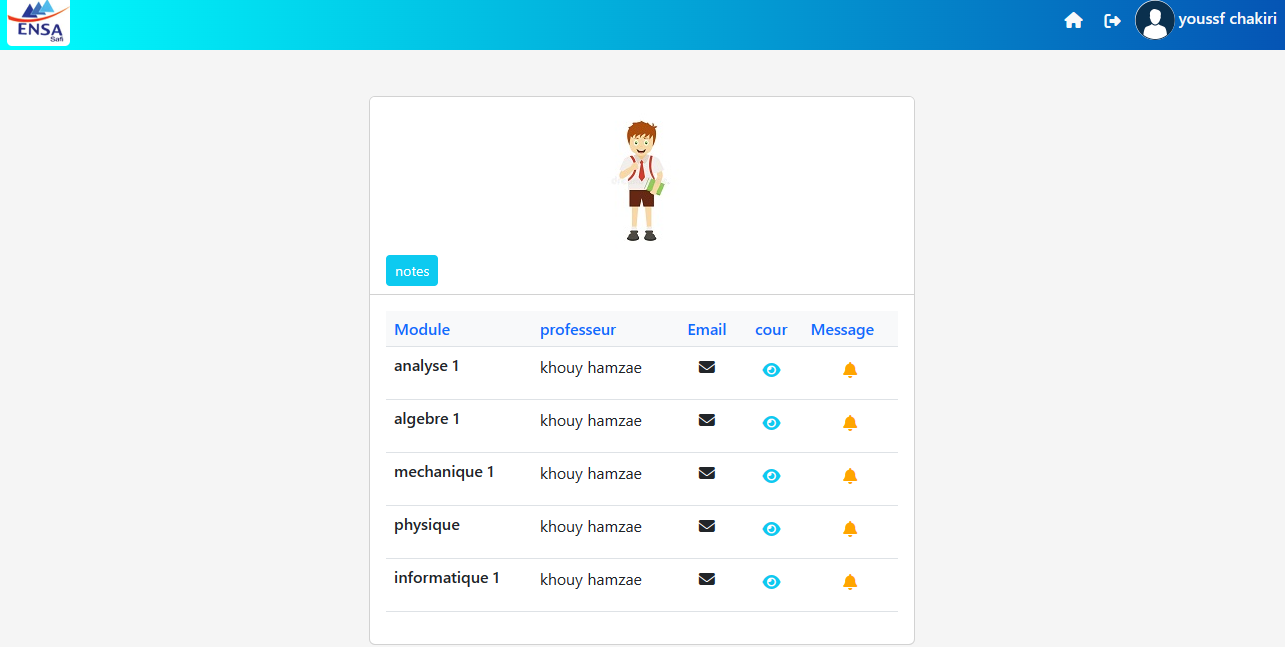 ENSA
Safi
youssf chakiri
notes
Module professeur Email cour Message
analyse 1 khouy hamzae
algebre 1 khouy hamzae
mechanique 1 khouy hamzae
physique khouy hamzae
informatique 1 khouy hamzae